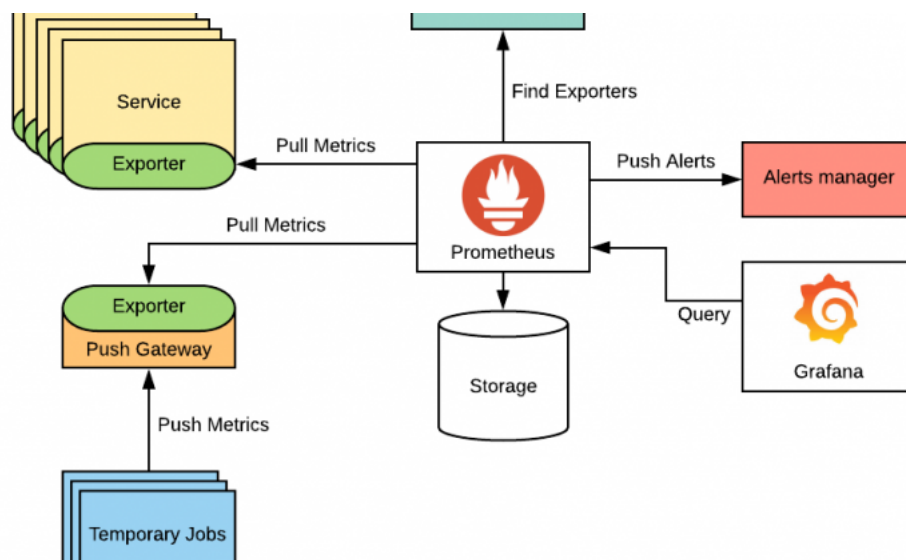 Service
Find Exporters
Pull Metrics
Push Alerts
Exporter
Alerts manager
Pull Metrics
Prometheus
Exporter
Query
Push Gateway
Grafana
Storage
Push Metrics
Temporary Jobs